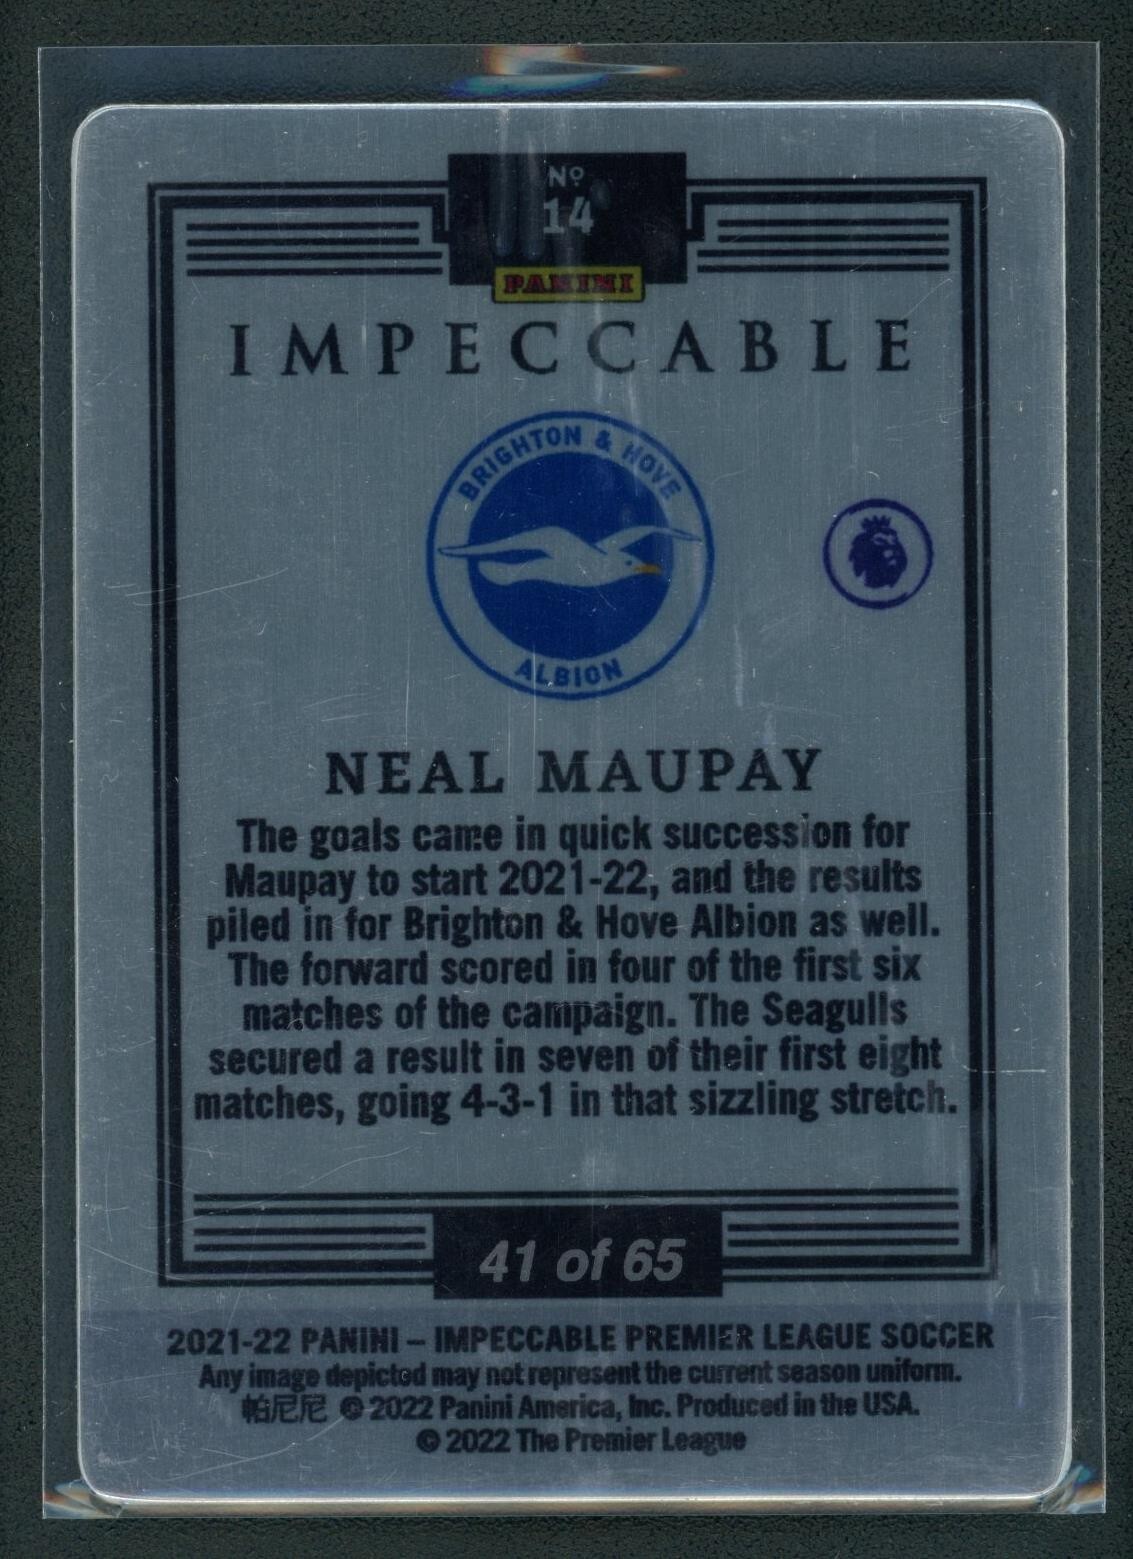 Nº
14
PANINI
IMPECCABLE
BRIGHTON & HOVE
ALBION
NEAL MAUPAY
The goals came in quick succession for
Maupay to start 2021-22, and the results
piled in for Brighton & Hove Albion as well.
The forward scored in four of the first six
matches of the campaign. The Seagulls
secured a result in seven of their first eight
matches, going 4-3-1 in that sizzling stretch.
41 of 65
2021-22 PANINI – IMPECCABLE PREMIER LEAGUE SOCCER
Any image depicted may not represent the current season uniform.
帕尼尼 © 2022 Panini America, Inc. Produced in the USA.
© 2022 The Premier League